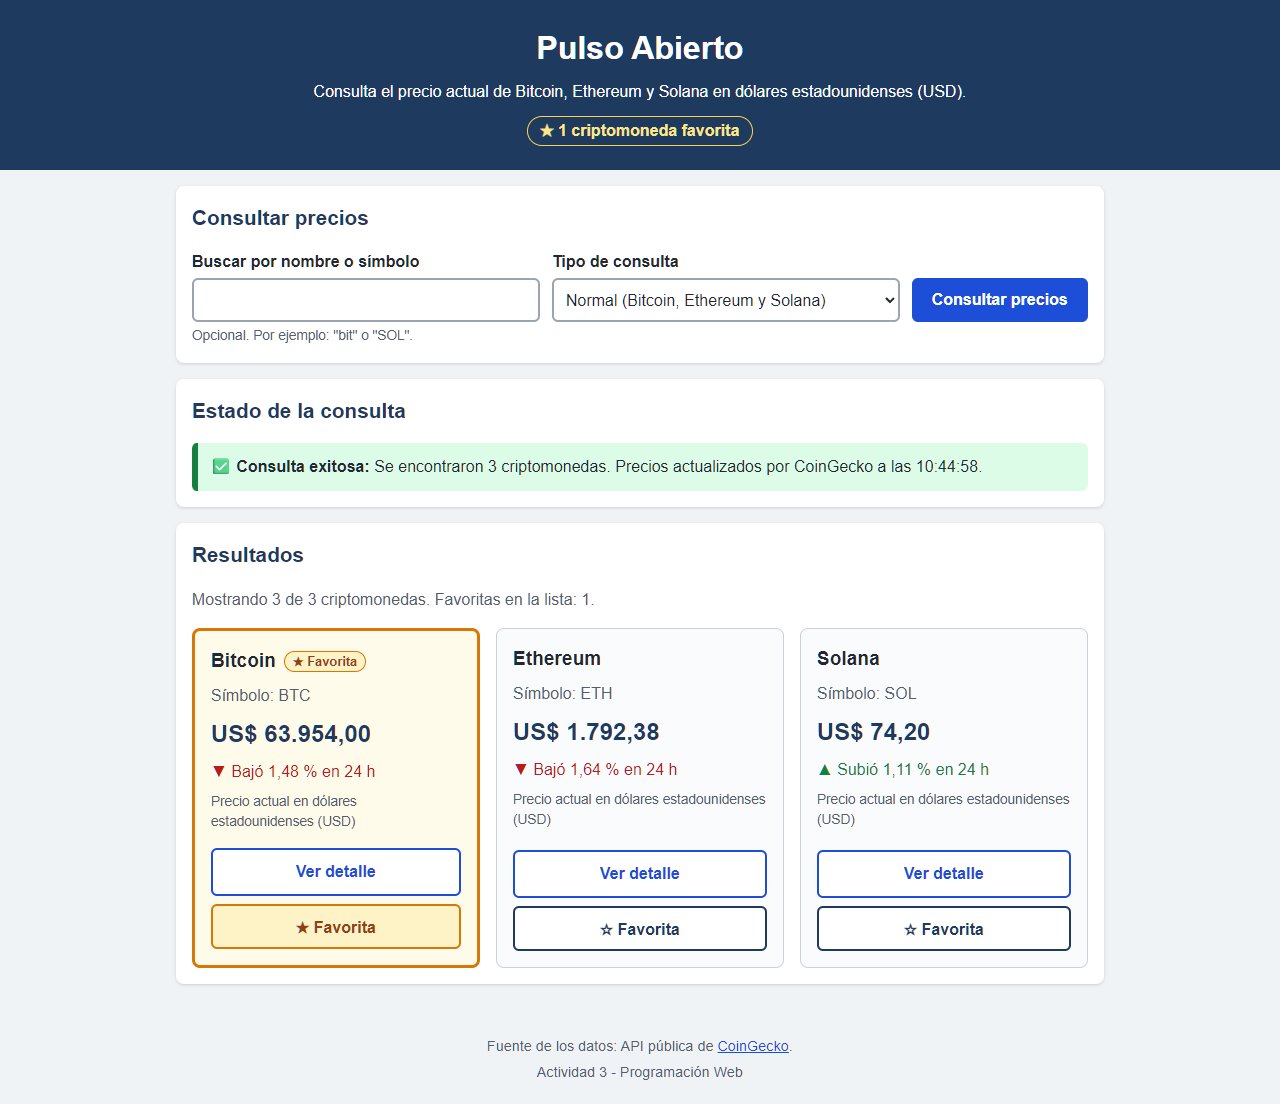 Pulso Abierto
Consulta el precio actual de Bitcoin, Ethereum y Solana en dólares estadounidenses (USD).
★ 1 criptomoneda favorita
Consultar precios
Buscar por nombre o símbolo
Tipo de consulta
Normal (Bitcoin, Ethereum y Solana)
Consultar precios
Opcional. Por ejemplo: "bit" o "SOL".
Estado de la consulta
✅ Consulta exitosa: Se encontraron 3 criptomonedas. Precios actualizados por CoinGecko a las 10:44:58.
Resultados
Mostrando 3 de 3 criptomonedas. Favoritas en la lista: 1.
Bitcoin ★ Favorita
Símbolo: BTC
US$ 63.954,00
▼ Bajó 1,48 % en 24 h
Precio actual en dólares
estadounidenses (USD)
Ver detalle
★ Favorita
Ethereum
Símbolo: ETH
US$ 1.792,38
▼ Bajó 1,64 % en 24 h
Precio actual en dólares estadounidenses
(USD)
Ver detalle
☆ Favorita
Solana
Símbolo: SOL
US$ 74,20
▲ Subió 1,11 % en 24 h
Precio actual en dólares estadounidenses
(USD)
Ver detalle
☆ Favorita
Fuente de los datos: API pública de CoinGecko.
Actividad 3 - Programación Web